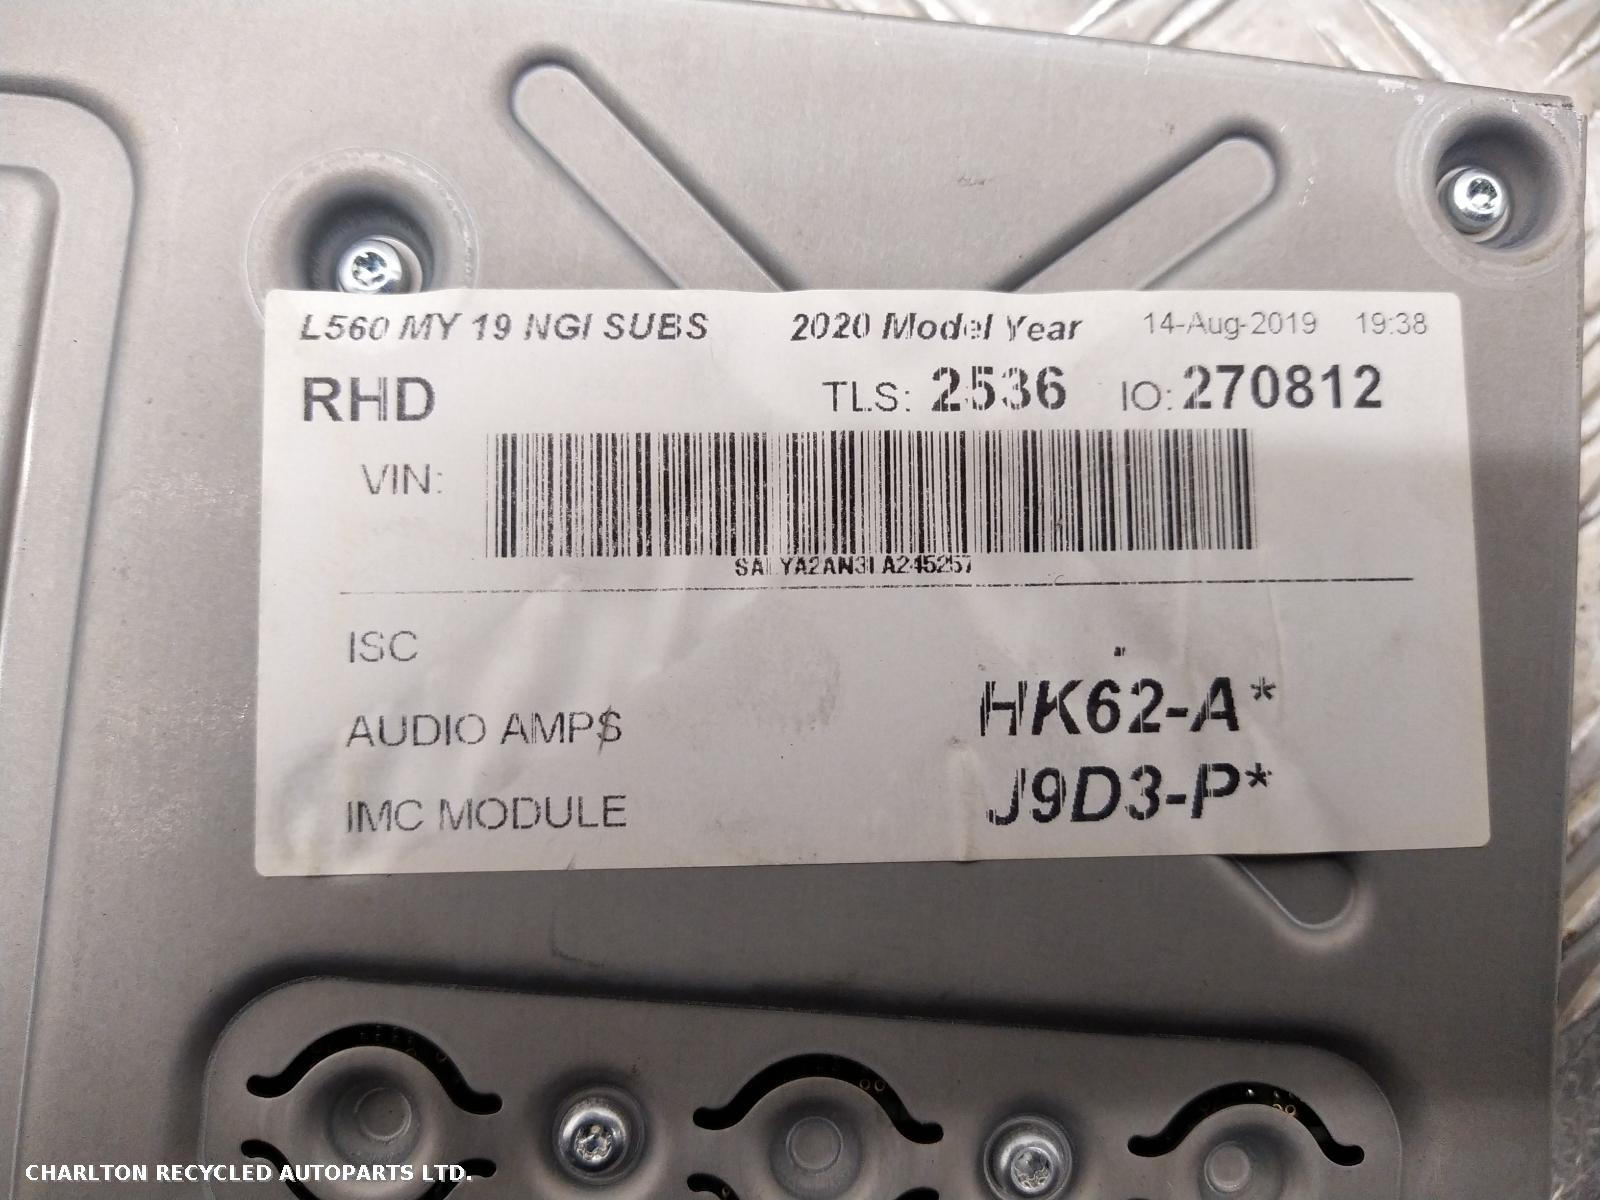 L560 MY 19 NGI SUBS 2020 Model Year 14-Aug-2019 19:38
RHD TLS: 2536 IO: 270812
VIN:
SALYA2AN3LA245257
ISC
AUDIO AMPS HK62-A*
IMC MODULE J9D3-P*
CHARLTON RECYCLED AUTOPARTS LTD.